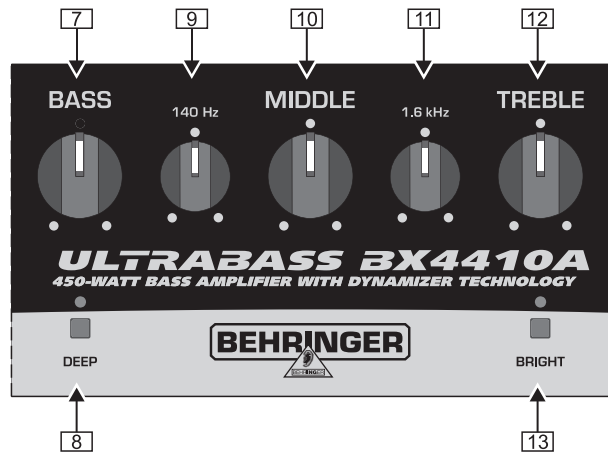 7 9 10 11 12
BASS 140 Hz MIDDLE 1.6 kHz TREBLE
ULTRABASS BX4410A
450-WATT BASS AMPLIFIER WITH DYNAMIZER TECHNOLOGY
BEHRINGER
BEHRINGER
DEEP BRIGHT
8 13